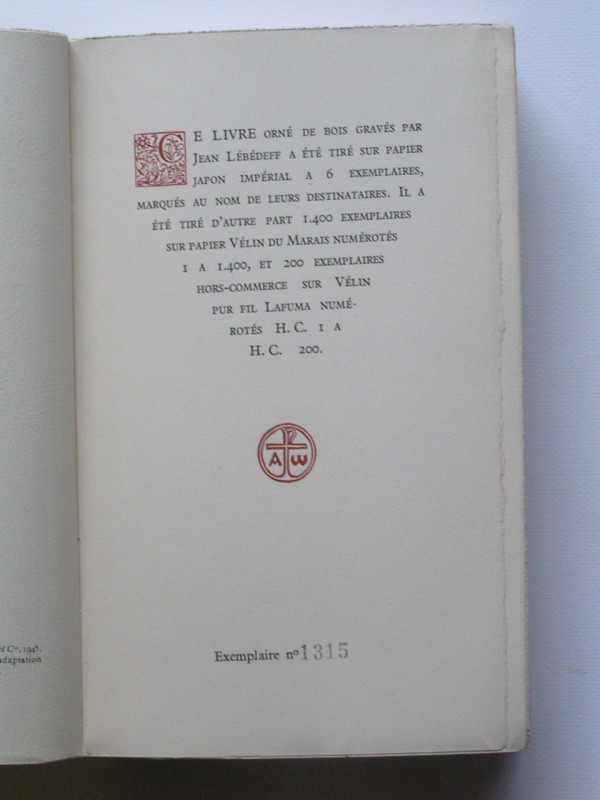 CE LIVRE ORNÉ DE BOIS GRAVÉS PAR
JEAN LÉBÉDEFF A ÉTÉ TIRÉ SUR PAPIER
JAPON IMPÉRIAL A 6 EXEMPLAIRES,
MARQUÉS AU NOM DE LEURS DESTINATAIRES. IL A
ÉTÉ TIRÉ D'AUTRE PART 1.400 EXEMPLAIRES
SUR PAPIER VÉLIN DU MARAIS NUMÉROTÉS
1 A 1.400, ET 200 EXEMPLAIRES
HORS-COMMERCE SUR VÉLIN
PUR FIL LAFUMA NUMÉ-
ROTÉS H. C. 1 A
H. C. 200.
A W
Exemplaire nº 1315
Cie, 1945.
adaptation